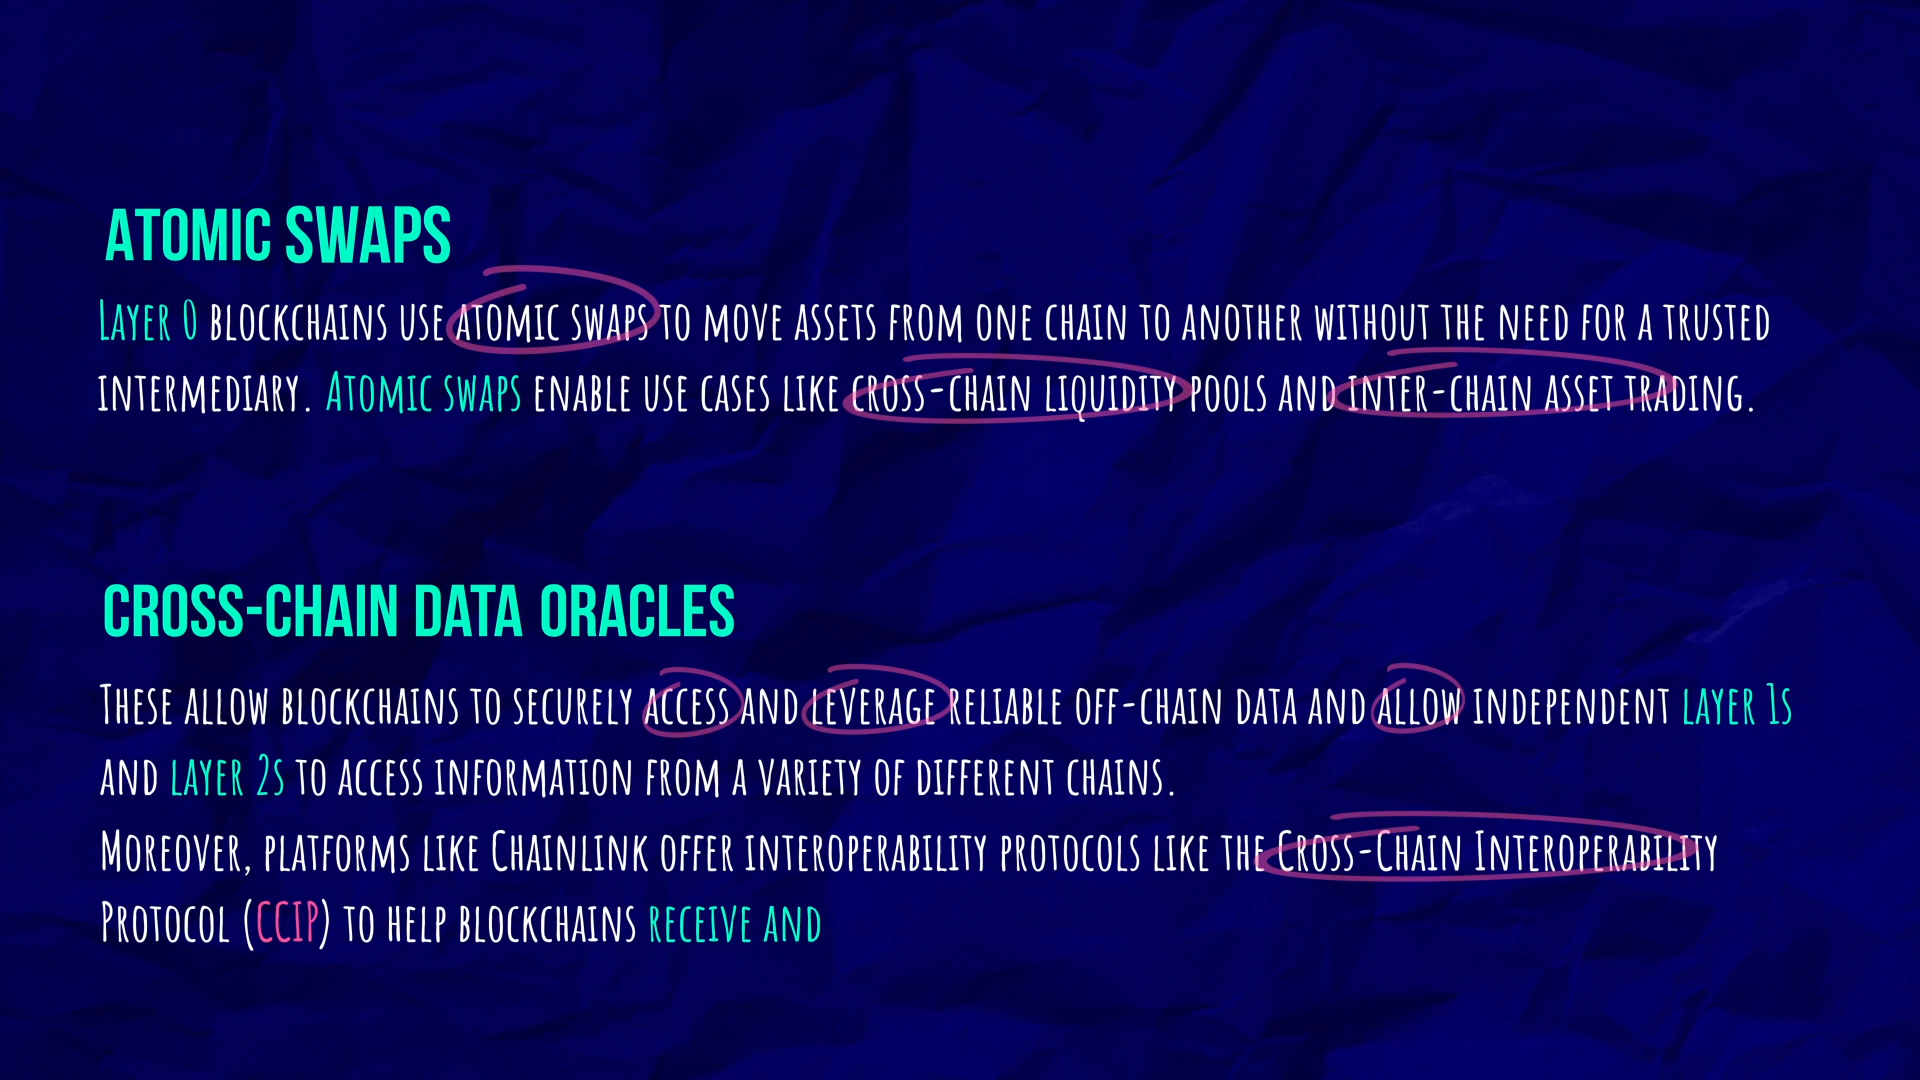 ATOMIC SWAPS
Layer 0 blockchains use atomic swaps to move assets from one chain to another without the need for a trusted
intermediary. Atomic swaps enable use cases like cross-chain liquidity pools and inter-chain asset trading.
CROSS-CHAIN DATA ORACLES
These allow blockchains to securely access and leverage reliable off-chain data and allow independent layer 1s
and layer 2s to access information from a variety of different chains.
Moreover, platforms like Chainlink offer interoperability protocols like the Cross-Chain Interoperability
Protocol (CCIP) to help blockchains receive and